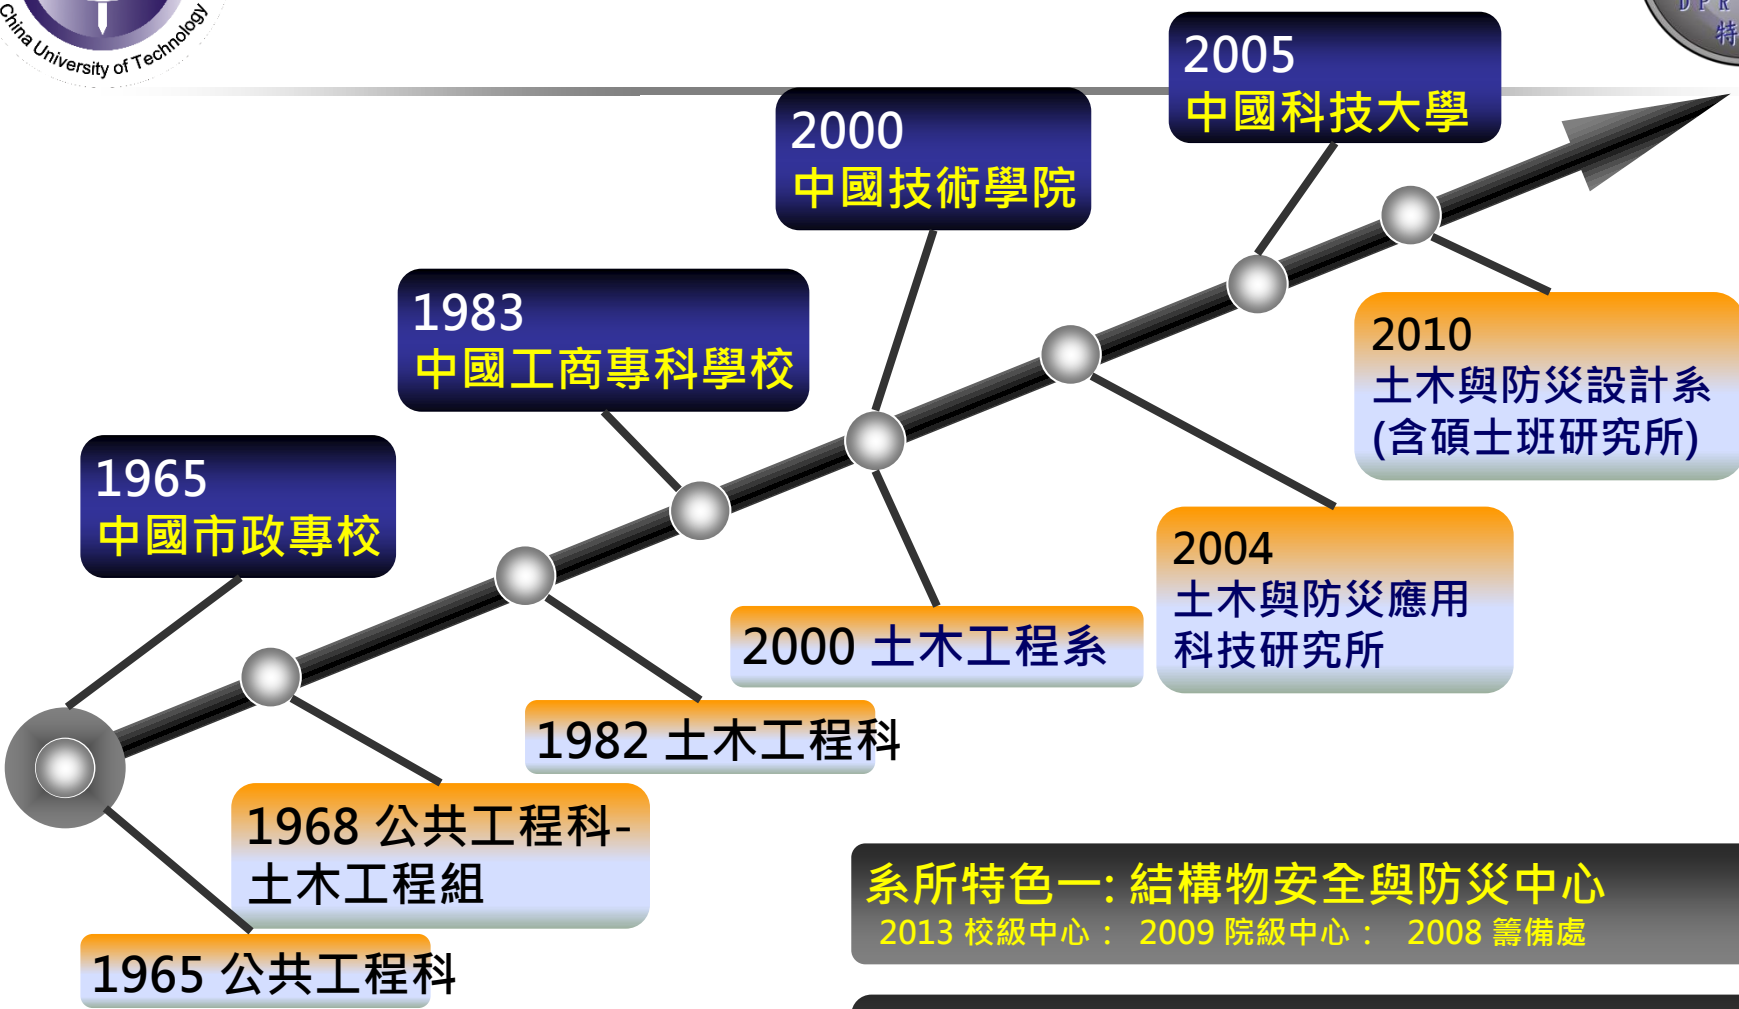 China University of Technology
D P R
特
2005
中國科技大學
2000
中國技術學院
1983
中國工商專科學校
1965
中國市政專校
2010
土木與防災設計系
(含碩士班研究所)
2004
土木與防災應用
科技研究所
2000 土木工程系
1982 土木工程科
1968 公共工程科-
土木工程組
1965 公共工程科
系所特色一: 結構物安全與防災中心
2013 校級中心： 2009 院級中心： 2008 籌備處